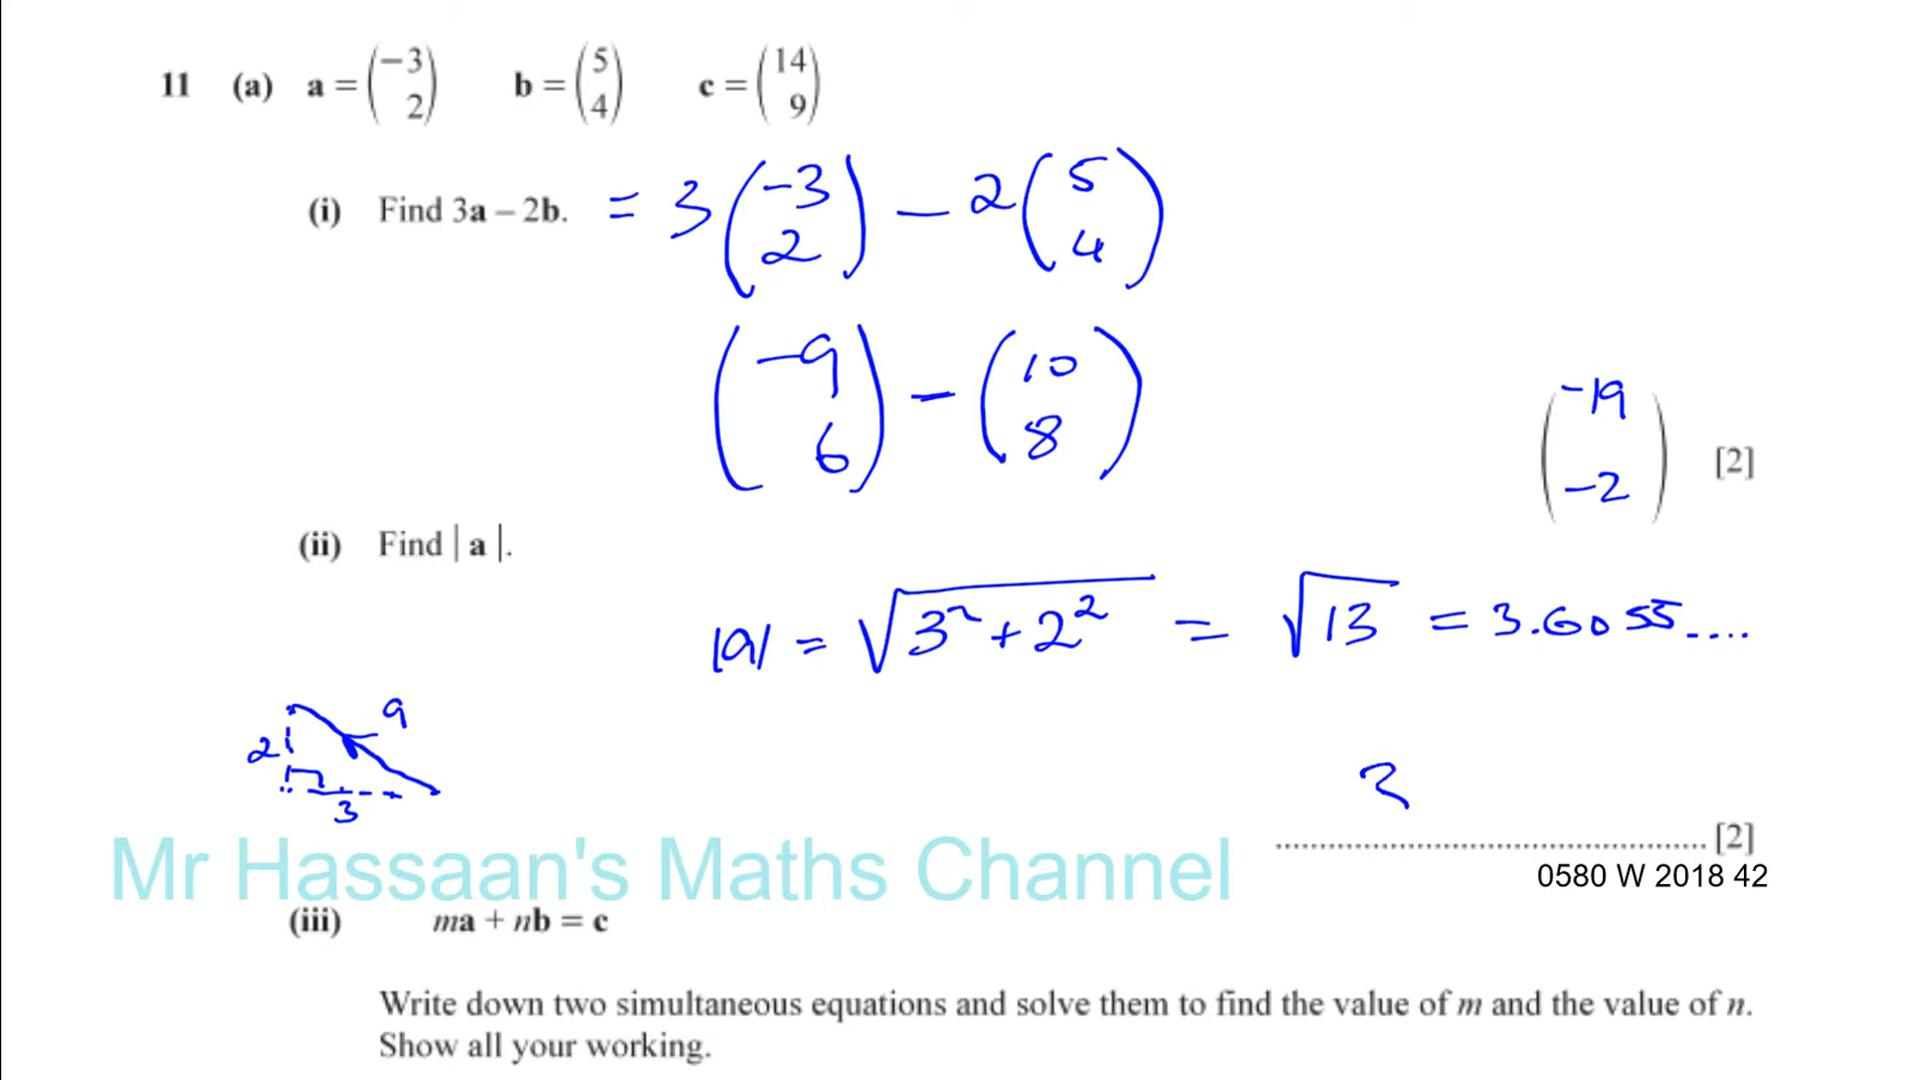 11 (a) a = (−3 2) b = (5 4) c = (14 9)
(i) Find 3a − 2b. = 3(−3 2) − 2(5 4)
(−9 6) − (10 8)
(−19 −2) [2]
(ii) Find | a |.
|a| = √3² + 2² = √13 = 3.6055....
2 a
3
3
.......................................... [2]
Mr Hassaan's Maths Channel
0580 W 2018 42
(iii) ma + nb = c
Write down two simultaneous equations and solve them to find the value of m and the value of n.
Show all your working.